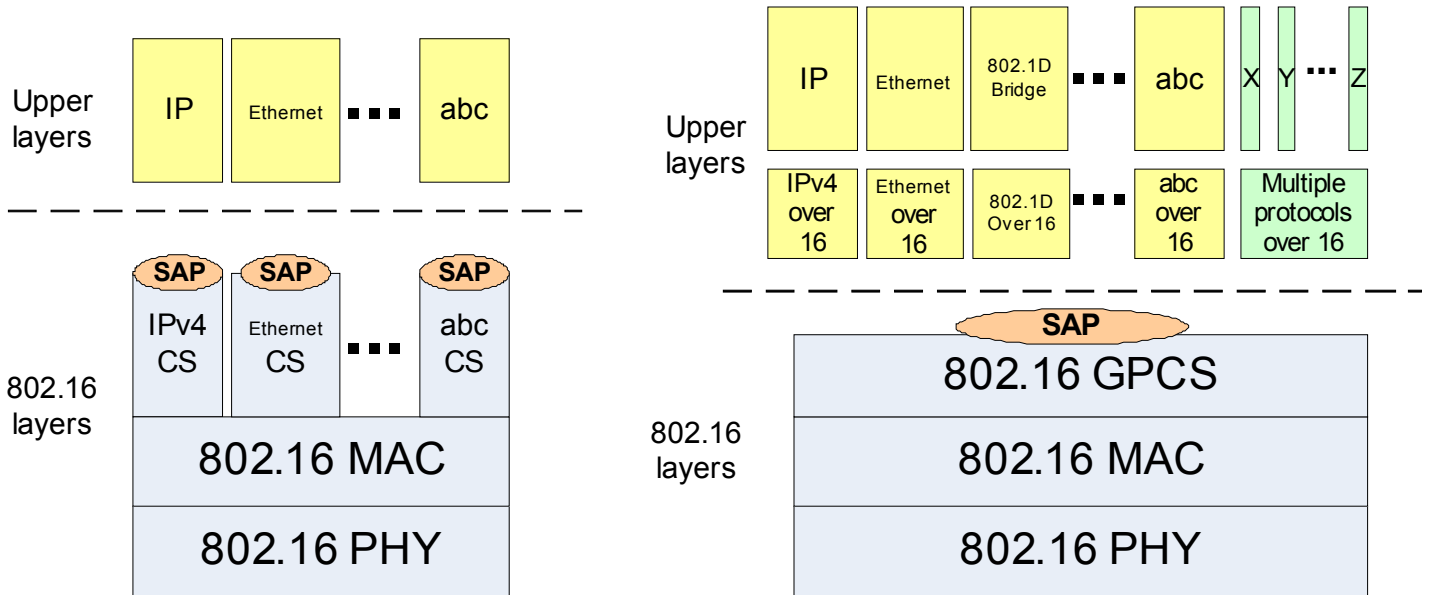 Upper
layers
IP
Ethernet
abc
SAP
SAP
SAP
IPv4
CS
Ethernet
CS
abc
CS
802.16
layers
802.16 MAC
802.16 PHY
Upper
layers
IP
Ethernet
802.1D
Bridge
abc
X
Y
Z
IPv4
over
16
Ethernet
over
16
802.1D
Over 16
abc
over
16
Multiple
protocols
over 16
SAP
802.16 GPCS
802.16
layers
802.16 MAC
802.16 PHY